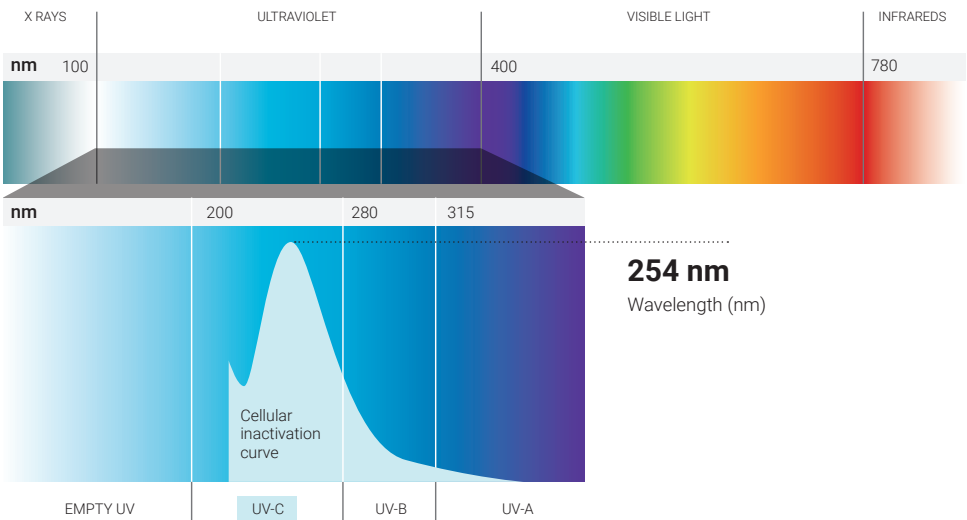 X RAYS
ULTRAVIOLET
VISIBLE LIGHT
INFRAREDS
nm 100
400
780
nm
200
280
315
254 nm
Wavelength (nm)
Cellular
inactivation
curve
EMPTY UV
UV-C
UV-B
UV-A